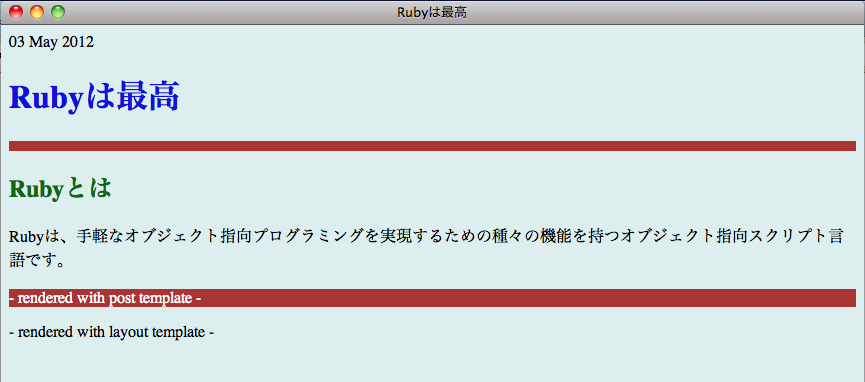 Rubyは最高
03 May 2012
Rubyは最高
Rubyとは
Rubyは、手軽なオブジェクト指向プログラミングを実現するための種々の機能を持つオブジェクト指向スクリプト言
語です。
- rendered with post template -
- rendered with layout template -